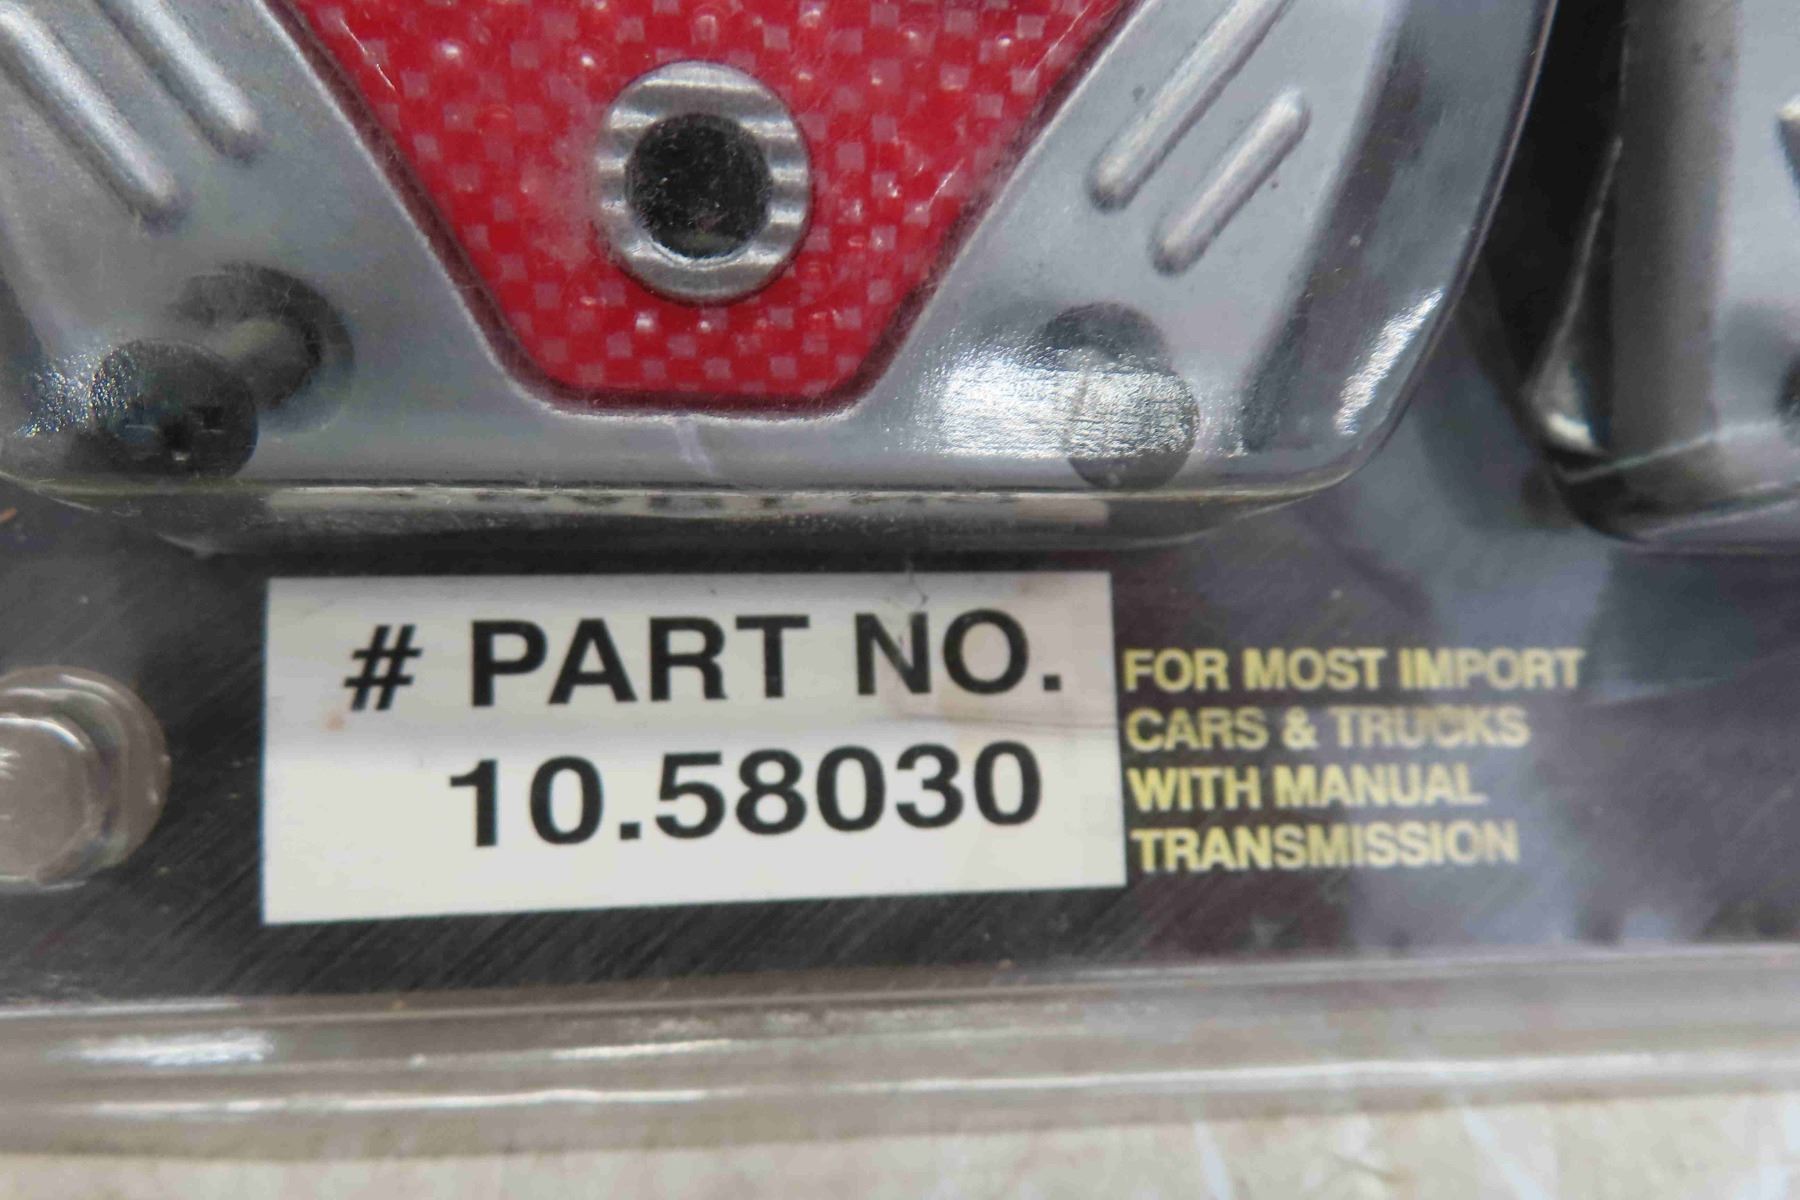 # PART NO.
10.58030
FOR MOST IMPORT
CARS & TRUCKS
WITH MANUAL
TRANSMISSION